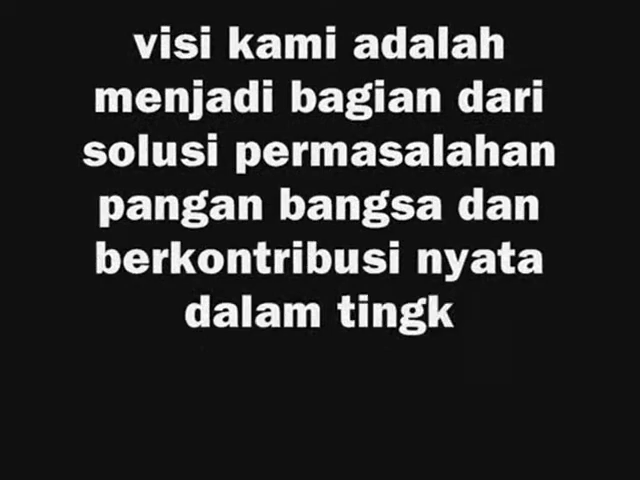 visi kami adalah
menjadi bagian dari
solusi permasalahan
pangan bangsa dan
berkontribusi nyata
dalam tingk